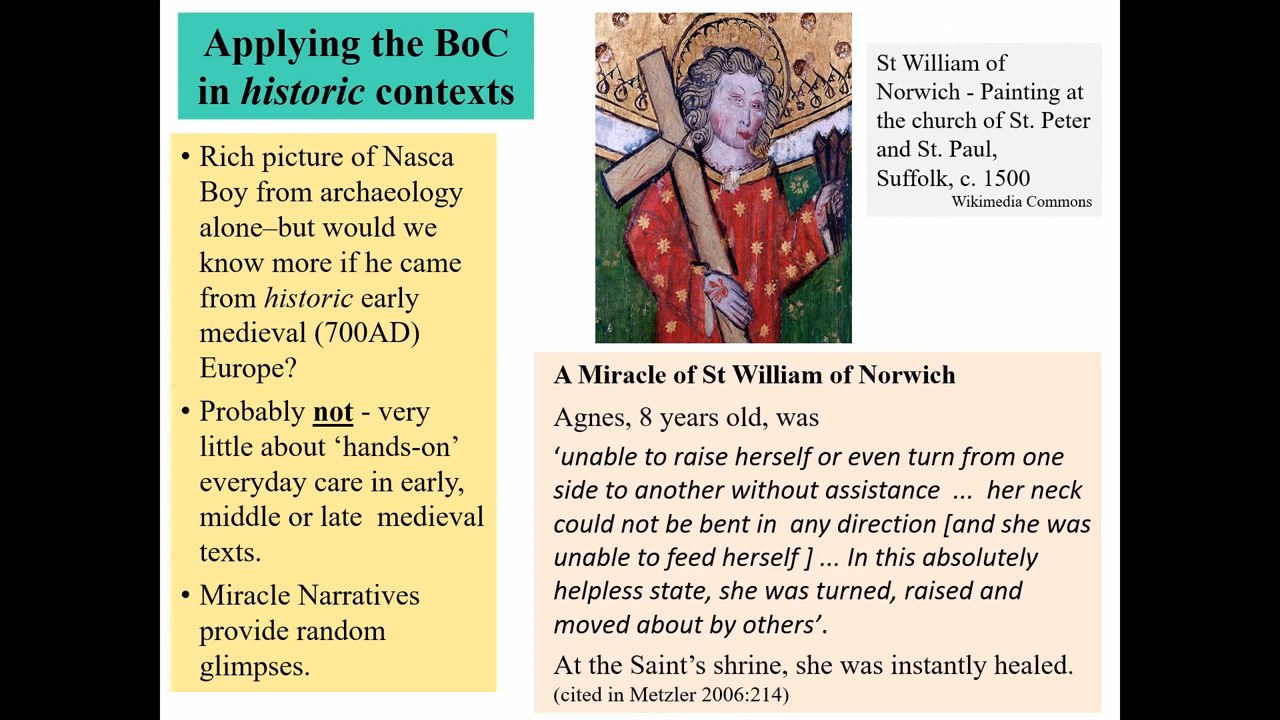 Applying the BoC
in historic contexts
• Rich picture of Nasca
Boy from archaeology
alone–but would we
know more if he came
from historic early
medieval (700AD)
Europe?
• Probably not - very
little about ‘hands-on’
everyday care in early,
middle or late medieval
texts.
• Miracle Narratives
provide random
glimpses.
St William of
Norwich - Painting at
the church of St. Peter
and St. Paul,
Suffolk, c. 1500
Wikimedia Commons
A Miracle of St William of Norwich
Agnes, 8 years old, was
‘unable to raise herself or even turn from one
side to another without assistance ... her neck
could not be bent in any direction [and she was
unable to feed herself ] ... In this absolutely
helpless state, she was turned, raised and
moved about by others’.
At the Saint’s shrine, she was instantly healed.
(cited in Metzler 2006:214)